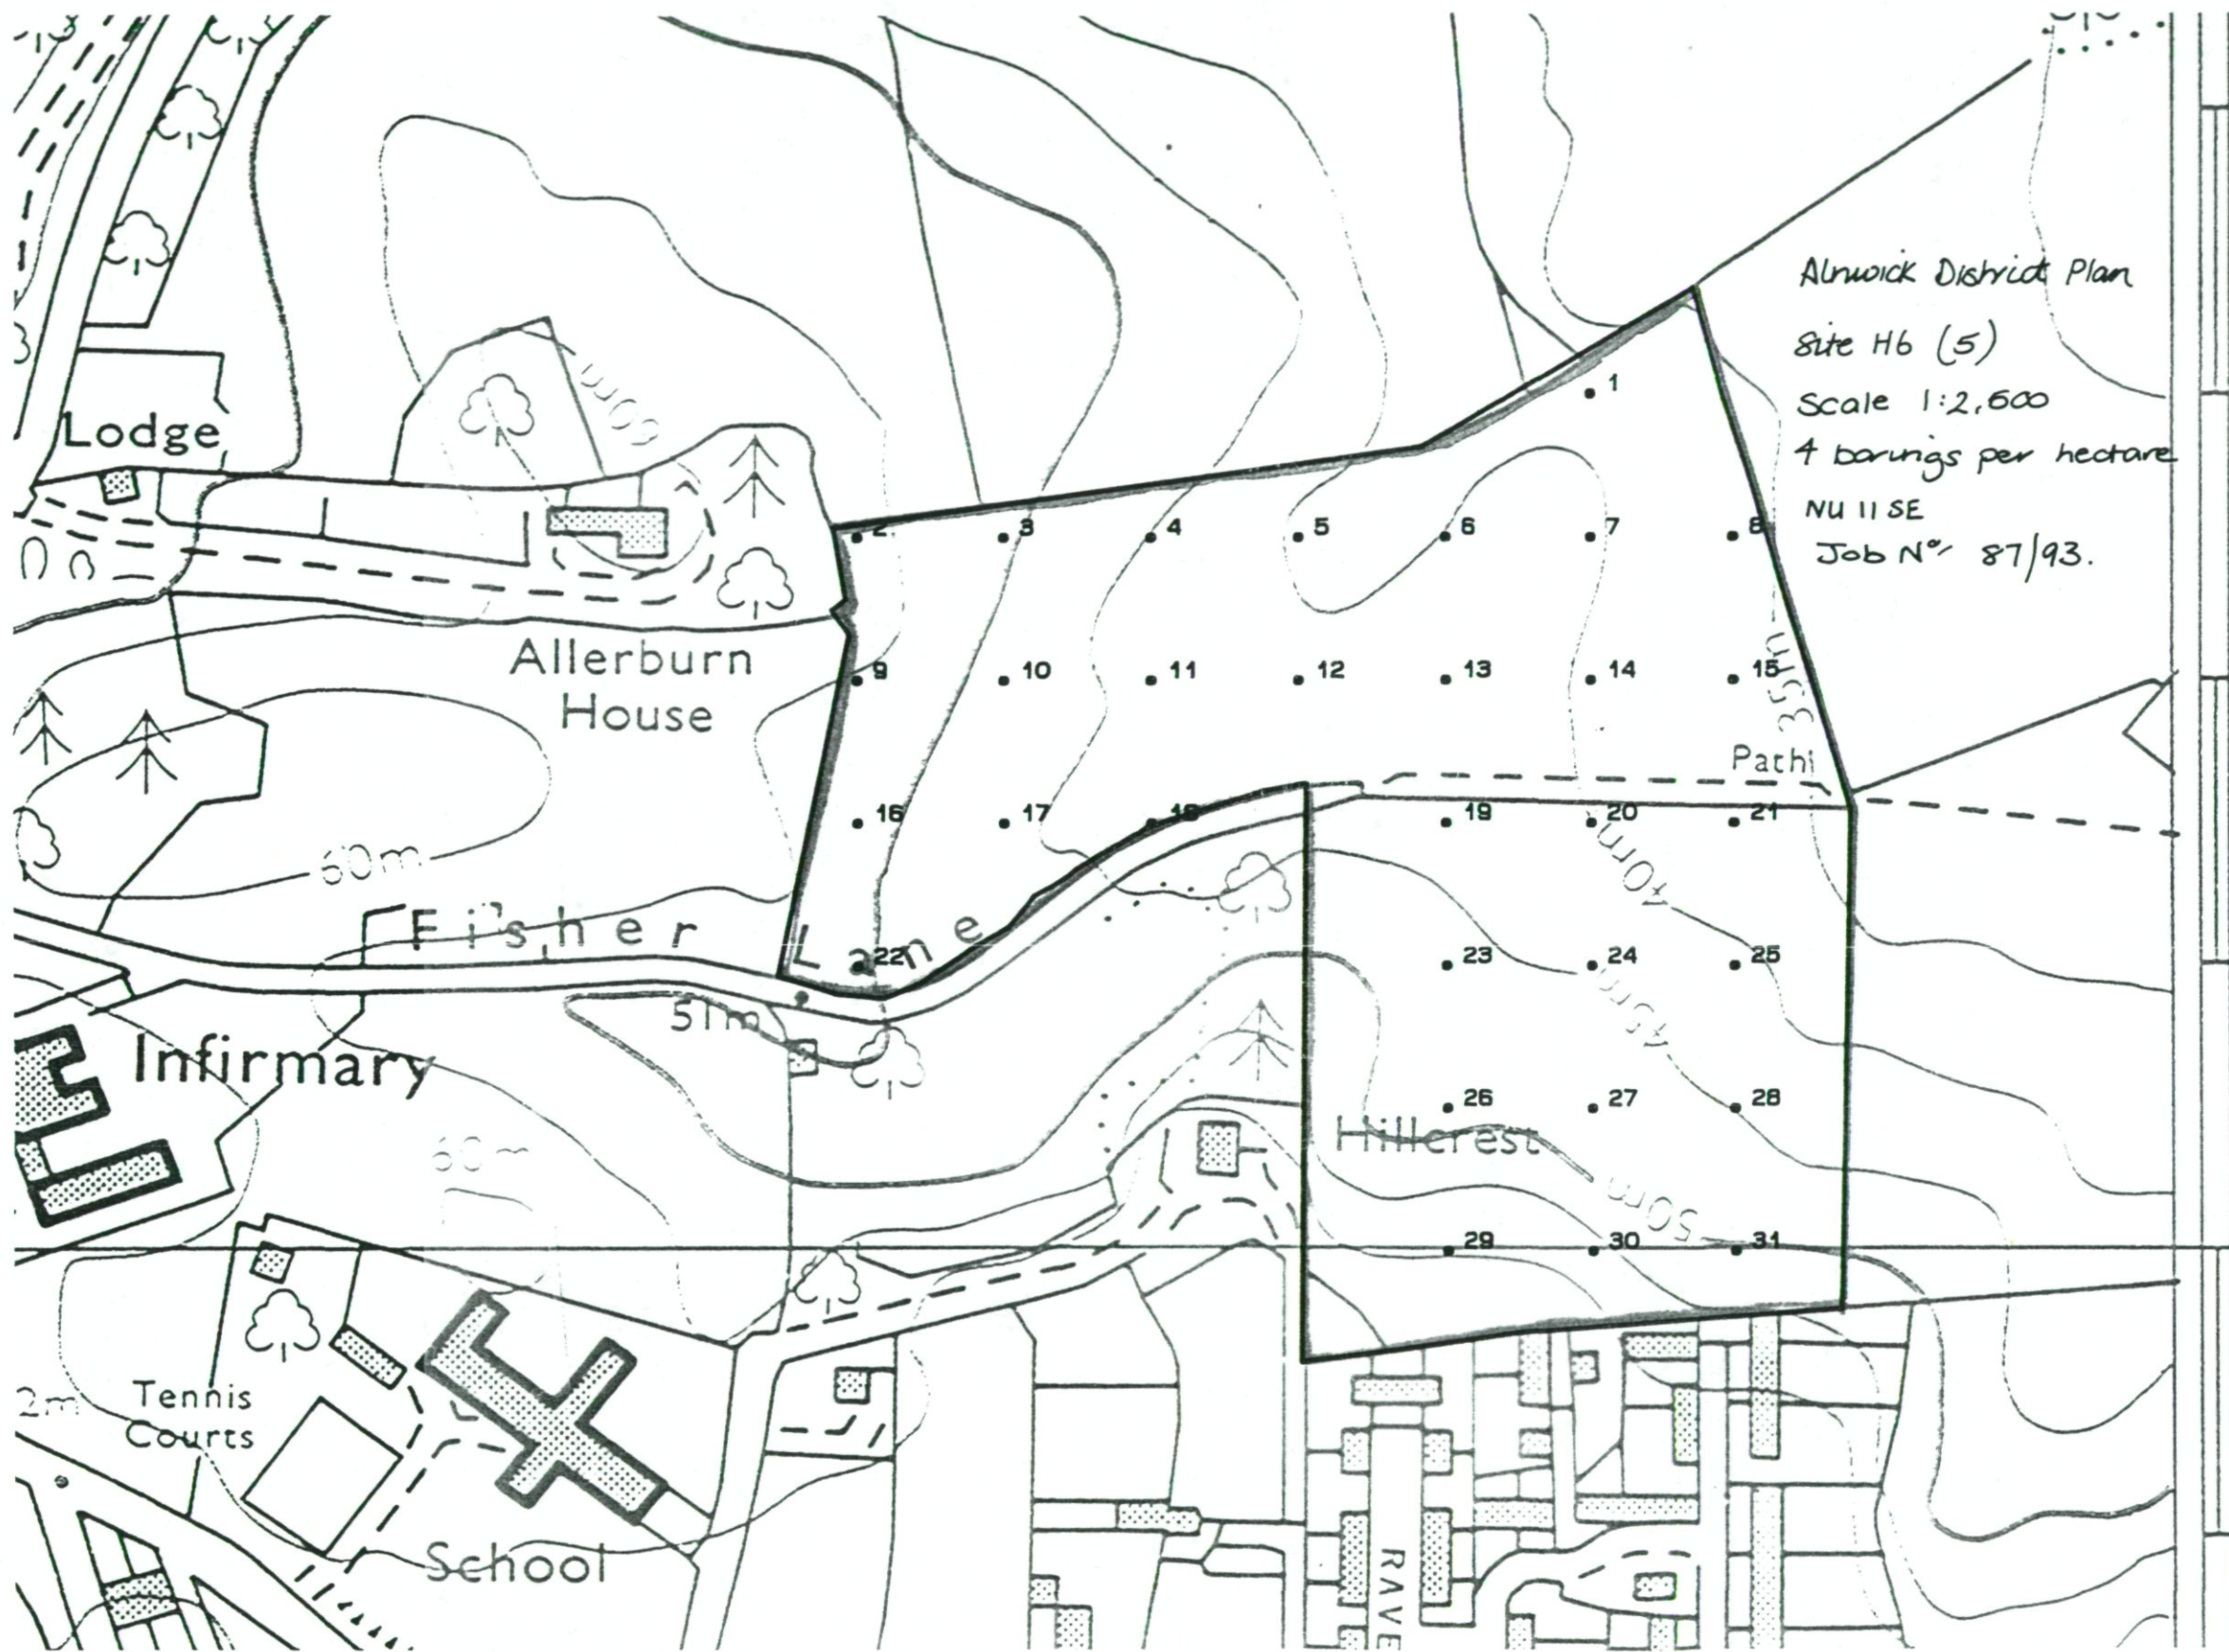 Alnwick District Plan
Site H6 (5)
Scale 1:2,500
4 borings per hectare
NU 11 SE
Job No 87/93.
Lodge
60m
1
2 3 4 5 6 7 8
Allerburn
House
9 10 11 12 13 14 15
35m
Path
16 17 18 19 20 21
40m
60m
Fisher Lane
22 23 24 25
51m
45m
Infirmary
26 27 28
Hillcrest
60m
50m
29 30 31
Tennis
Courts
2m
School
RAVE